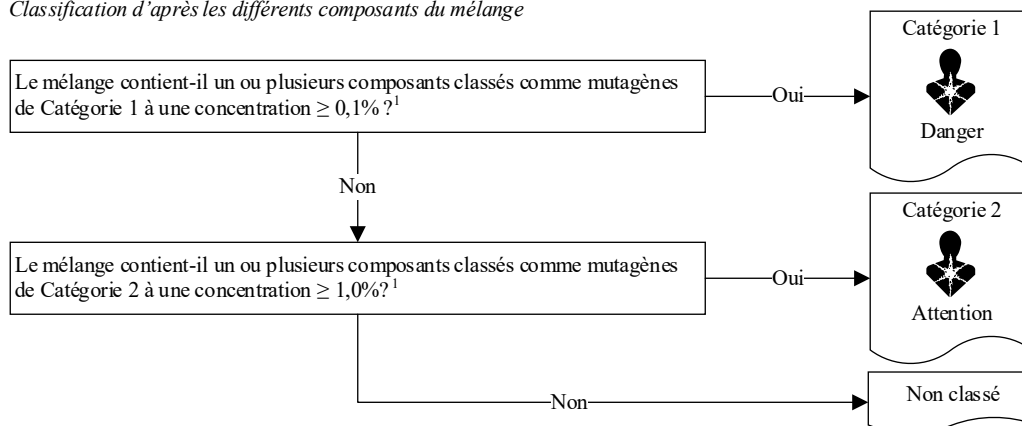 Classification d'après les différents composants du mélange
Catégorie 1
Le mélange contient-il un ou plusieurs composants classés comme mutagènes
de Catégorie 1 à une concentration ≥ 0,1% ?¹
Oui
Danger
Non
Catégorie 2
Le mélange contient-il un ou plusieurs composants classés comme mutagènes
de Catégorie 2 à une concentration ≥ 1,0%?¹
Oui
Attention
Non
Non classé